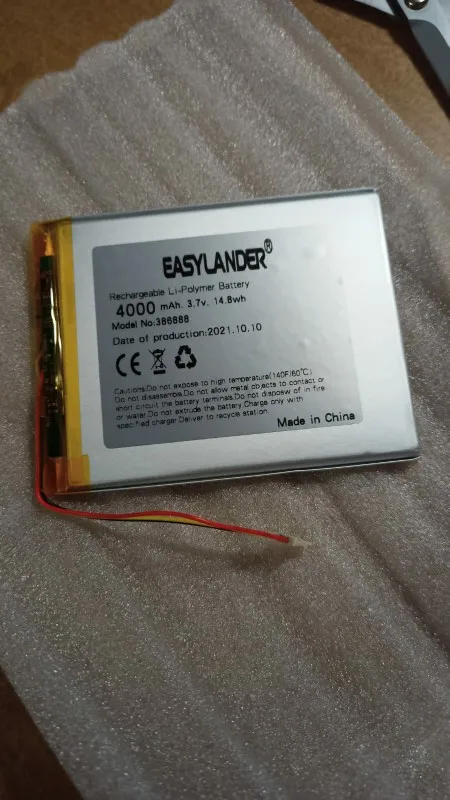 EASYLANDER®
Rechargeable Li-Polymer Battery
4000 mAh. 3.7v. 14.8wh
Model No:386888
Date of production:2021.10.10
CE
Cautions:Do not expose to high temperature(140F/60℃)
Do not disassemble.Do not allow metal objects to contact or
short circuit the battery terminals.Do not disposew of in fire
or water.Do not extrude the battery.Charge only with
specified charger.Deliver to recycle station.
Made in China